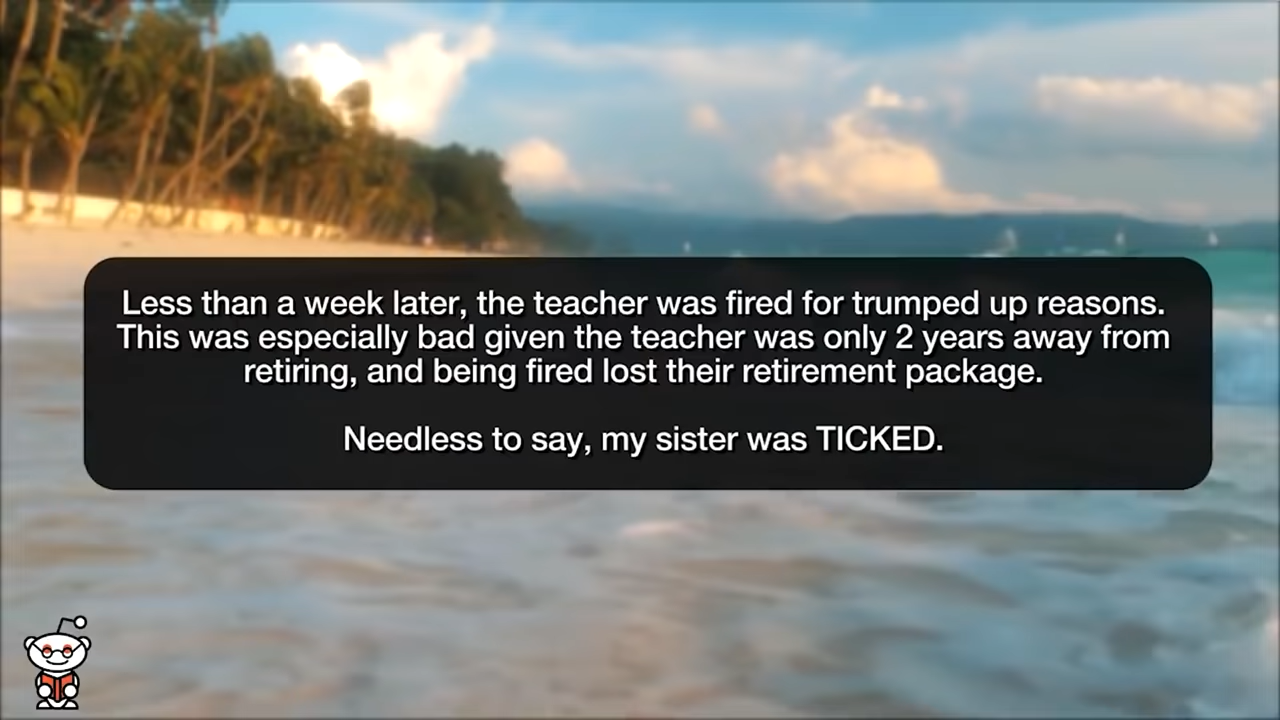 Less than a week later, the teacher was fired for trumped up reasons.
This was especially bad given the teacher was only 2 years away from
retiring, and being fired lost their retirement package.
Needless to say, my sister was TICKED.